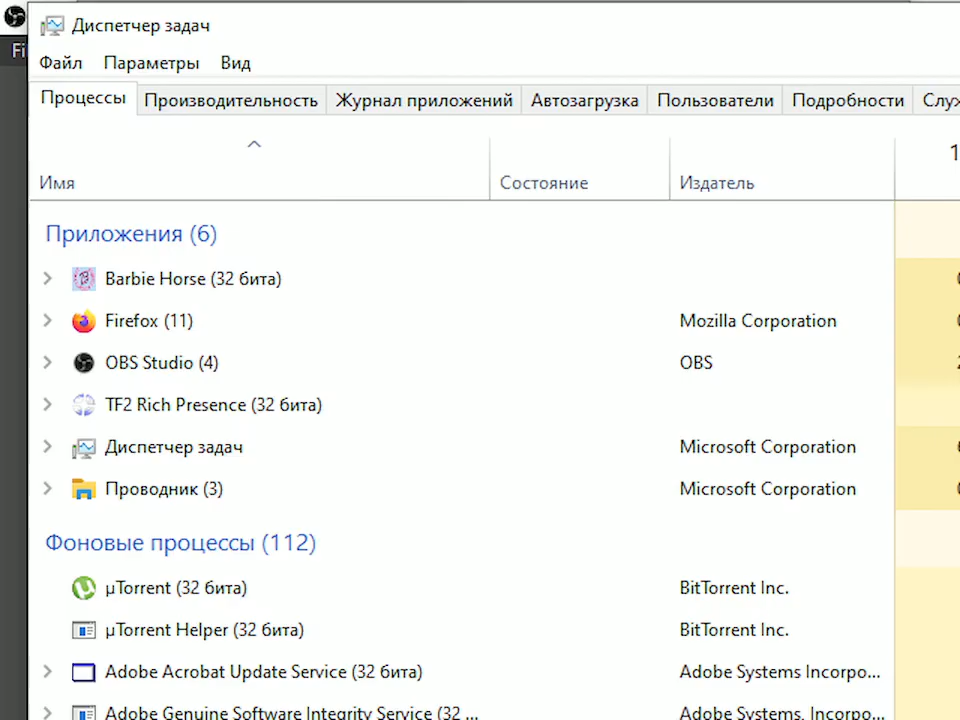 Диспетчер задач
Fi
Файл Параметры Вид
Процессы Производительность Журнал приложений Автозагрузка Пользователи Подробности Служ
1
Имя Состояние Издатель
Приложения (6)
Barbie Horse (32 бита)
Firefox (11) Mozilla Corporation
OBS Studio (4) OBS
TF2 Rich Presence (32 бита)
Диспетчер задач Microsoft Corporation
Проводник (3) Microsoft Corporation
Фоновые процессы (112)
µTorrent (32 бита) BitTorrent Inc.
µTorrent Helper (32 бита) BitTorrent Inc.
Adobe Acrobat Update Service (32 бита) Adobe Systems Incorpo...
Adobe Genuine Software Integrity Service (32 ... Adobe Systems, Incorpo...